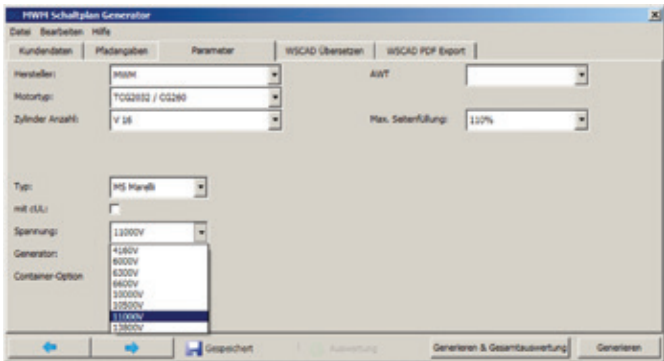 MWM Schaltplan Generator
Datei Bearbeiten Hilfe
Kundendaten Pfadangaben Parameter WSCAD Übersetzen WSCAD PDF Export
Hersteller: MWM AWT
Motortyp: TCG2032 / CG260
Zylinder Anzahl: V 16 Max. Seitenfüllung: 110%
Typ: MS Marelli
mit cUL:
Spannung: 11000V
4160V
Generator: 6000V
6300V
6600V
Container-Option 10000V
10500V
11000V
13800V
Gespeichert Auswertung Generieren & Gesamtauswertung Generieren